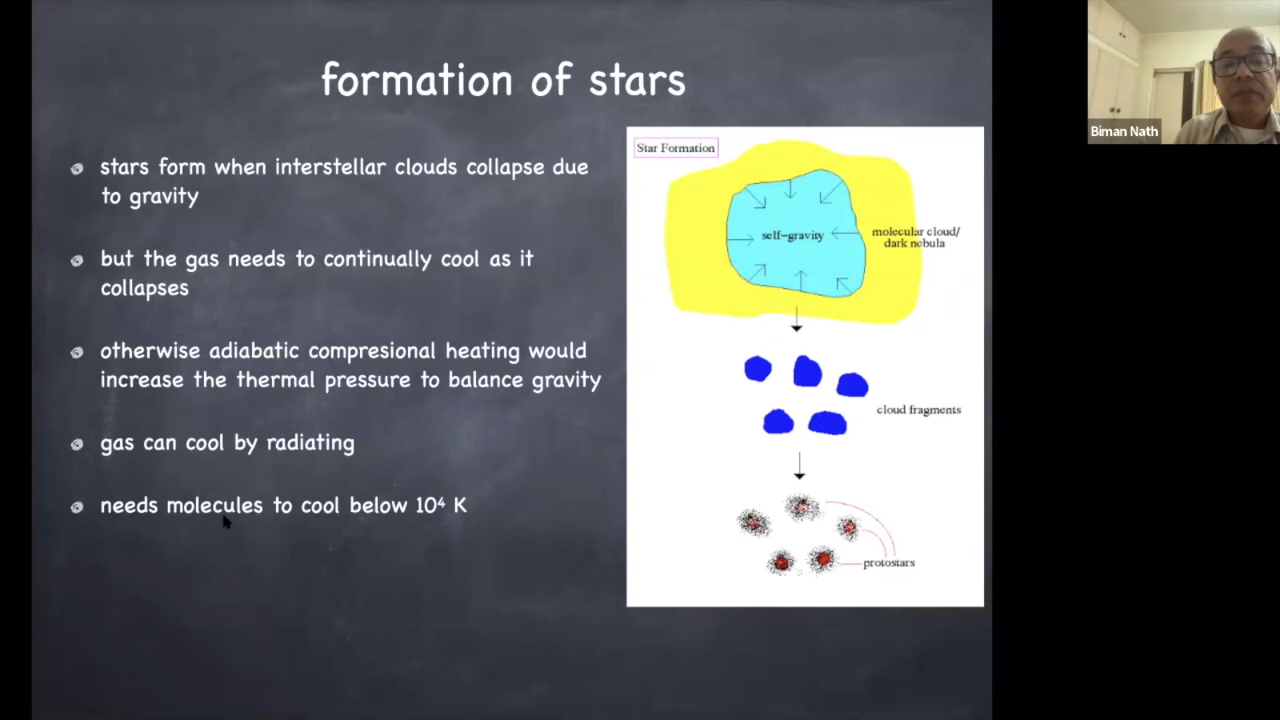 formation of stars
stars form when interstellar clouds collapse due
to gravity
but the gas needs to continually cool as it
collapses
otherwise adiabatic compresional heating would
increase the thermal pressure to balance gravity
gas can cool by radiating
needs molecules to cool below 10⁴ K
Star Formation
self-gravity
molecular cloud/
dark nebula
cloud fragments
protostars
Biman Nath